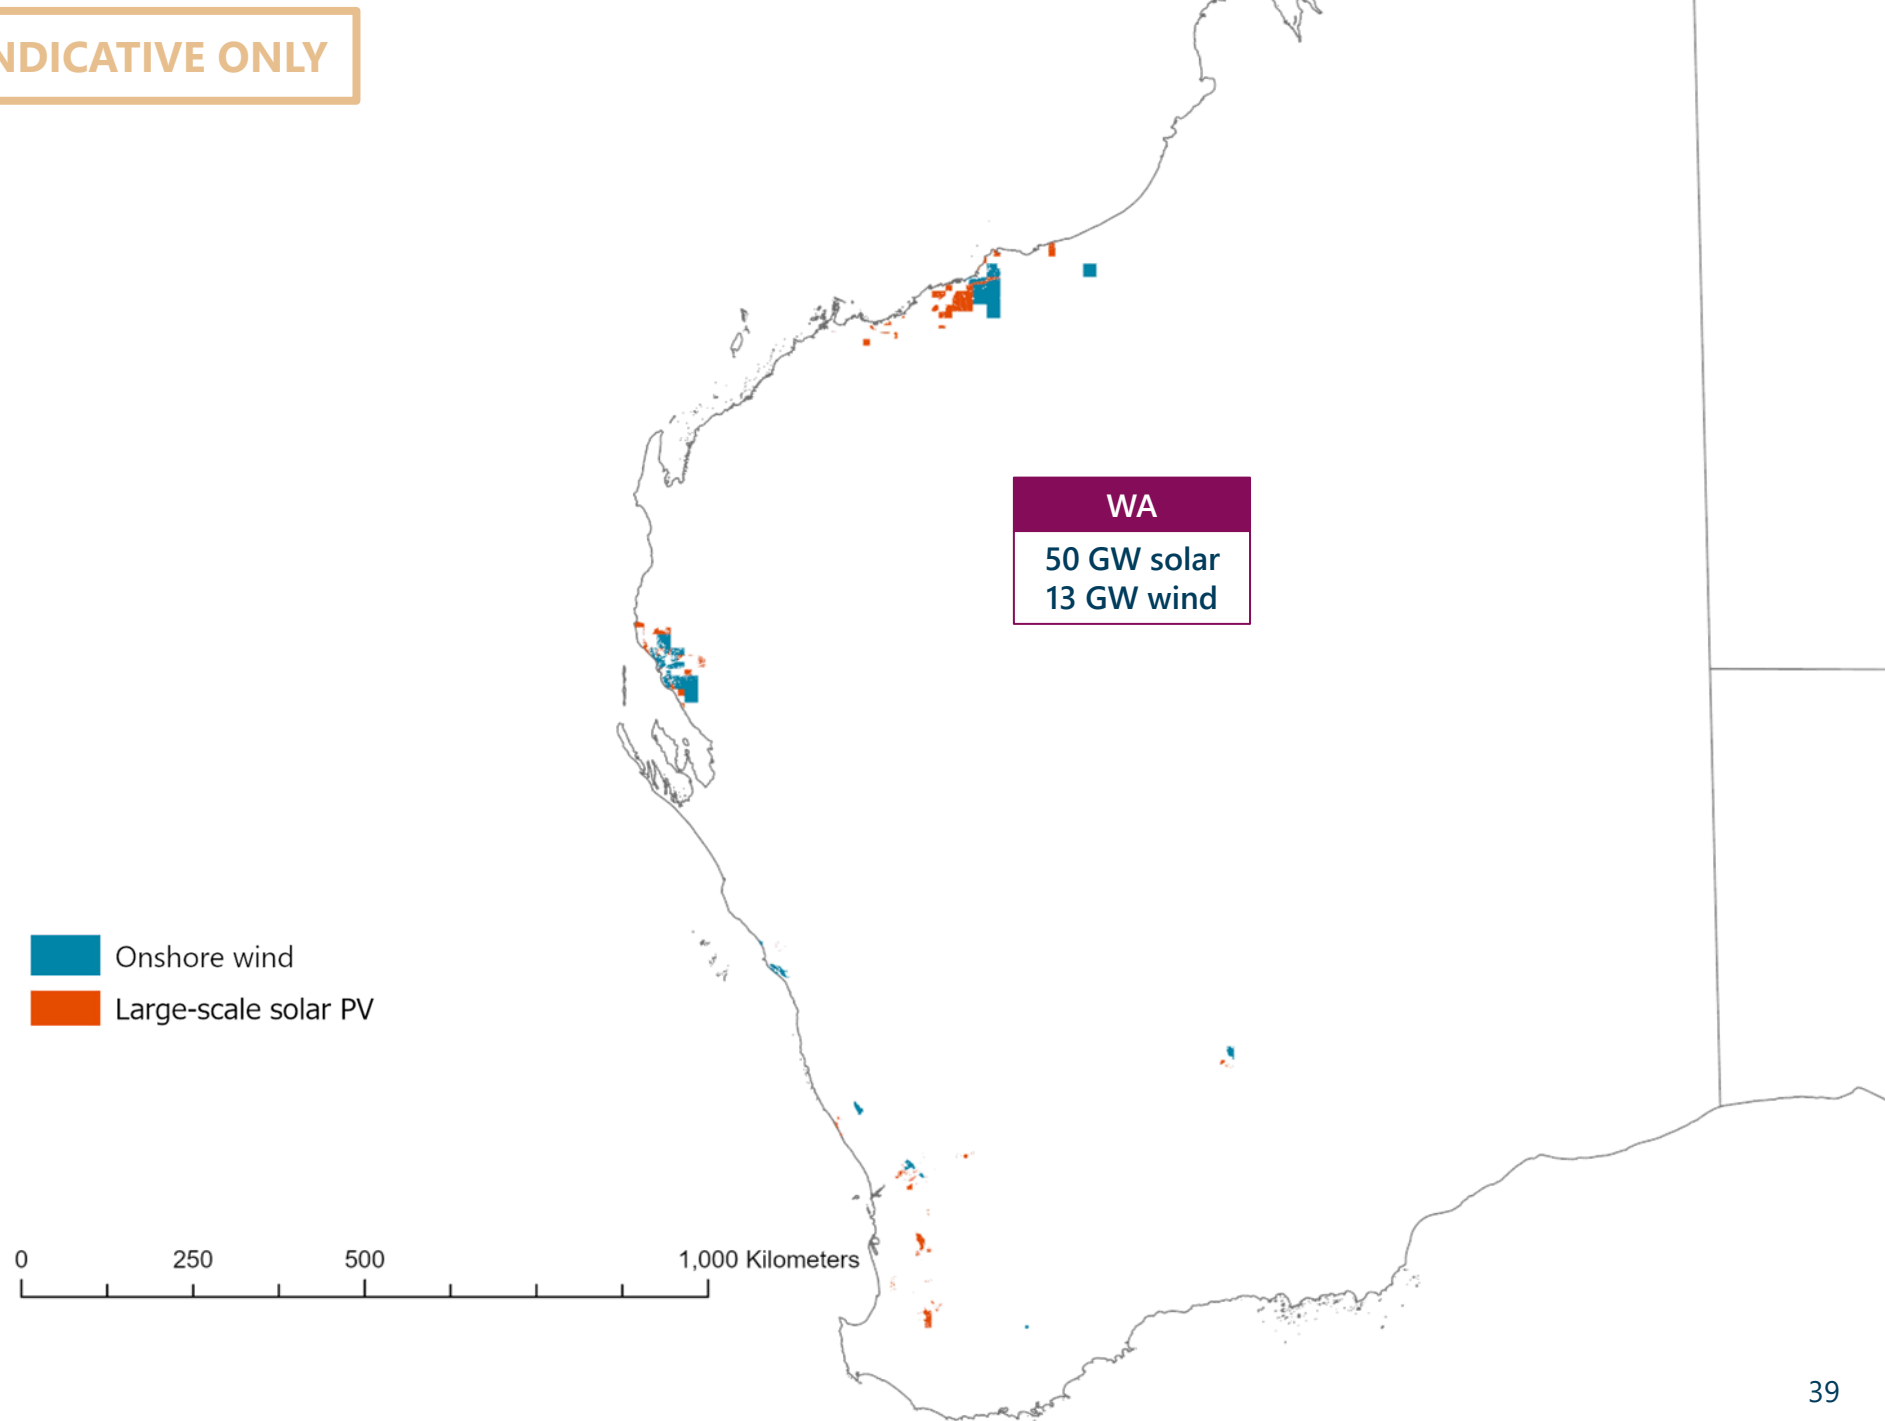 NDICATIVE ONLY
WA
50 GW solar
13 GW wind
Onshore wind
Large-scale solar PV
0 250 500 1,000 Kilometers
39